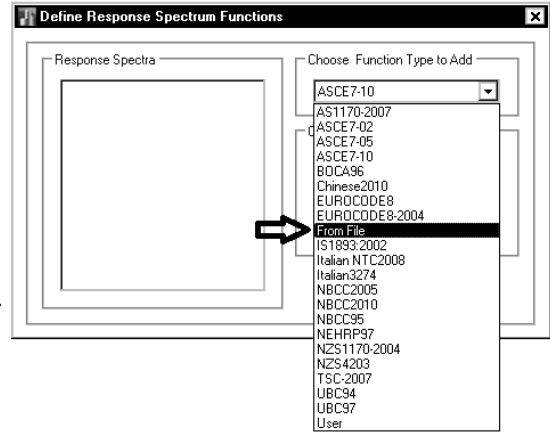 Define Response Spectrum Functions
Response Spectra
Choose Function Type to Add
ASCE7-10
AS1170-2007
ASCE7-02
ASCE7-05
ASCE7-10
BOCA96
Chinese2010
EUROCODE8
EUROCODE8-2004
From File
IS1893:2002
Italian NTC2008
Italian3274
NBCC2005
NBCC2010
NBCC95
NEHRP97
NZS1170-2004
NZS4203
TSC-2007
UBC94
UBC97
User